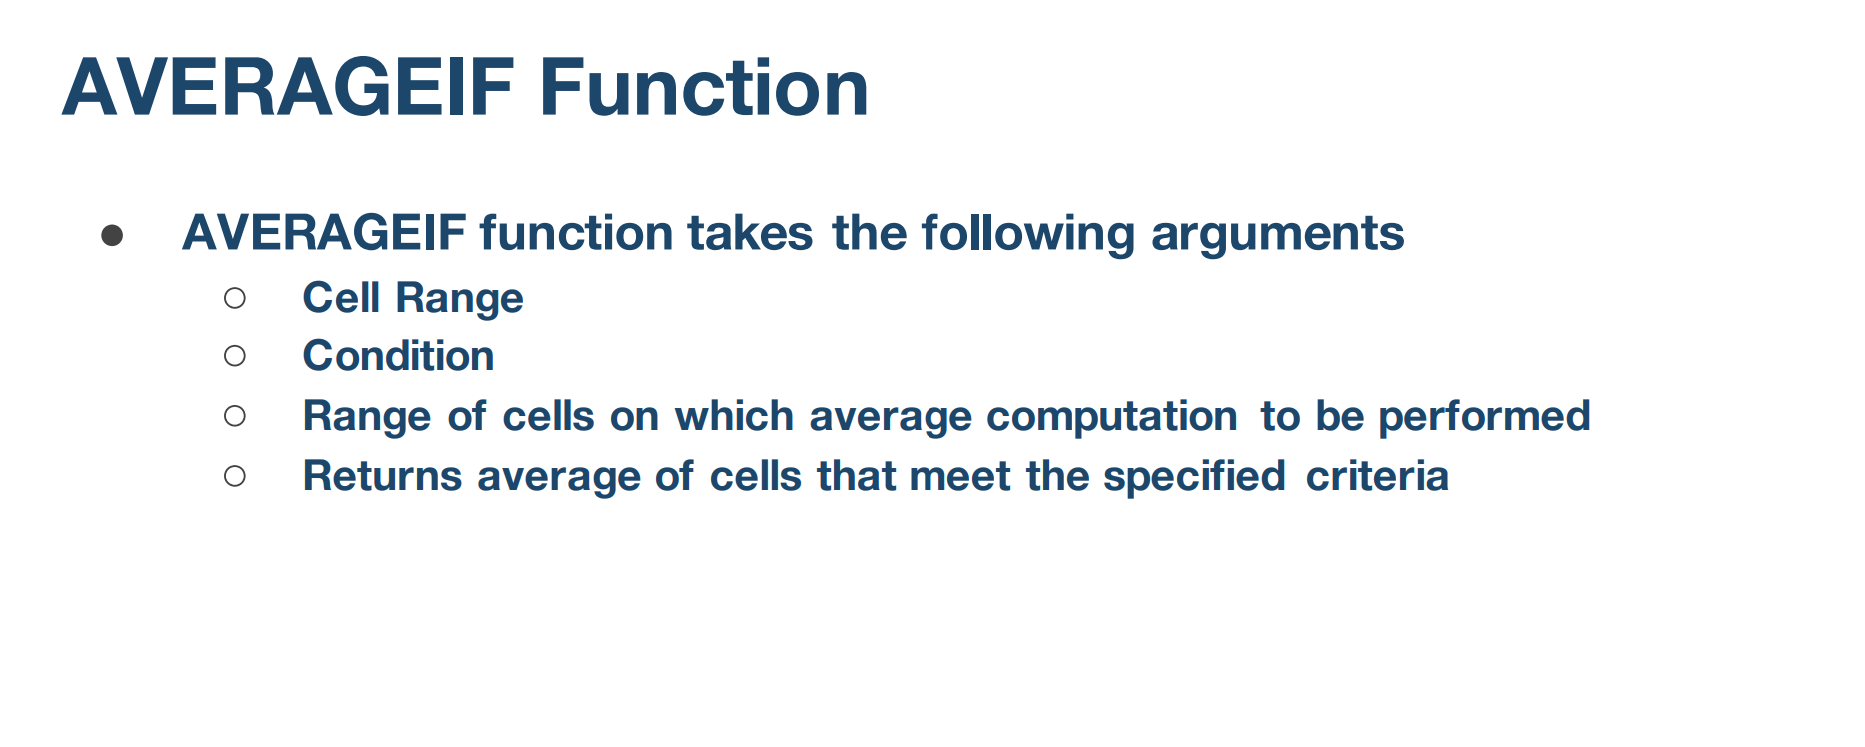 AVERAGEIF Function
● AVERAGEIF function takes the following arguments
○ Cell Range
○ Condition
○ Range of cells on which average computation to be performed
○ Returns average of cells that meet the specified criteria